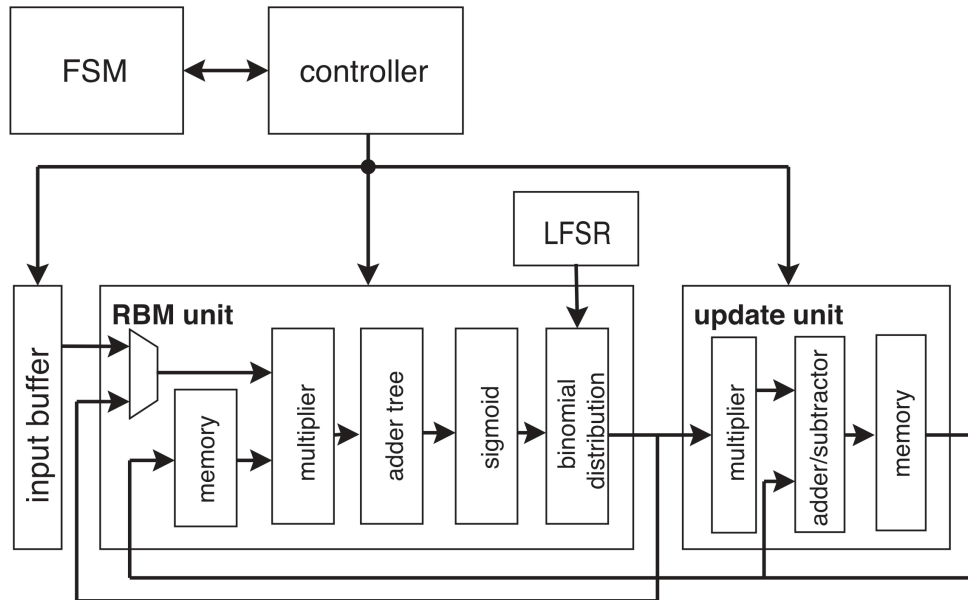 FSM
controller
LFSR
RBM unit
update unit
input buffer
memory
multiplier
adder tree
sigmoid
binomial
distribution
multiplier
adder/subtractor
memory